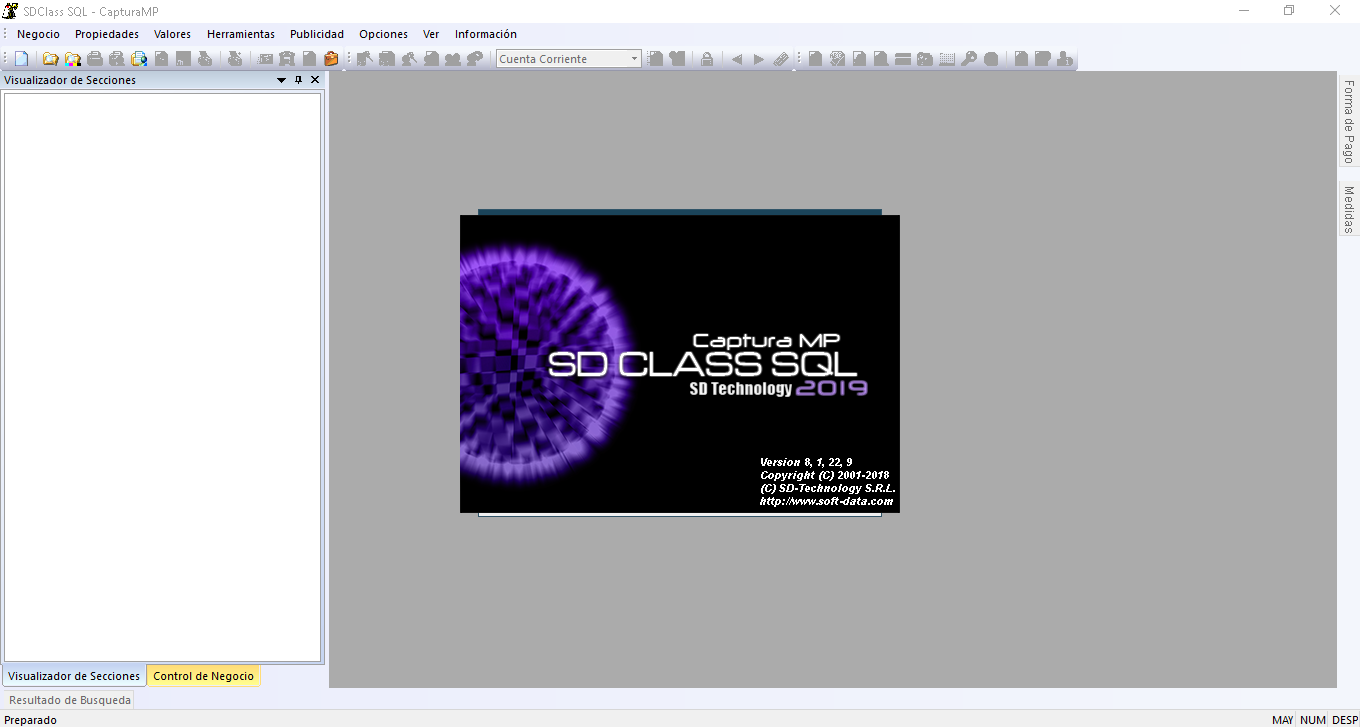 SDClass SQL - CapturaMP
Negocio Propiedades Valores Herramientas Publicidad Opciones Ver Información
Cuenta Corriente
Visualizador de Secciones
Forma de Pago
Medidas
Captura MP
SD CLASS SQL
SD Technology 2019
Version 8, 1, 22, 9
Copyright (C) 2001-2018
(C) SD-Technology S.R.L.
http://www.soft-data.com
Visualizador de Secciones Control de Negocio
Resultado de Busqueda
Preparado MAY NUM DESP